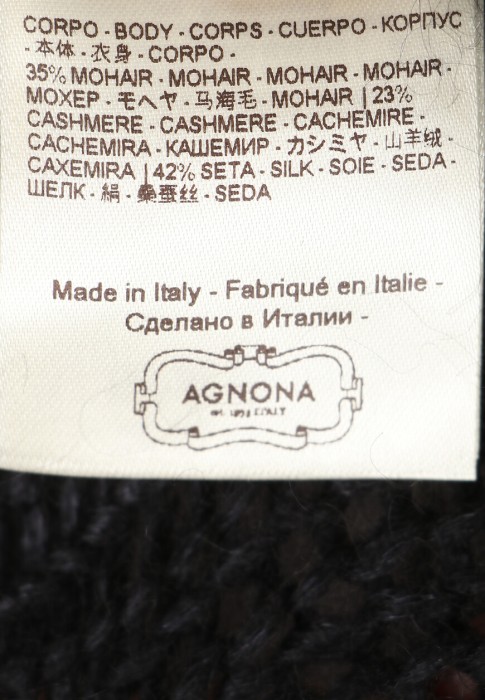 CORPO - BODY - CORPS - CUERPO - КОРПУС
- 本体 - 衣身 - CORPO -
35% MOHAIR - MOHAIR - MOHAIR - MOHAIR -
МОХЕР - モヘヤ - 马海毛 - MOHAIR | 23%
CASHMERE - CASHMERE - CACHEMIRE -
CACHEMIRA - КАШЕМИР - カシミヤ - 山羊绒 -
CAXEMIRA | 42% SETA - SILK - SOIE - SEDA -
ШЕЛК - 絹 - 桑蚕丝 - SEDA
Made in Italy - Fabriqué en Italie -
Сделано в Италии -
AGNONA
ITALY